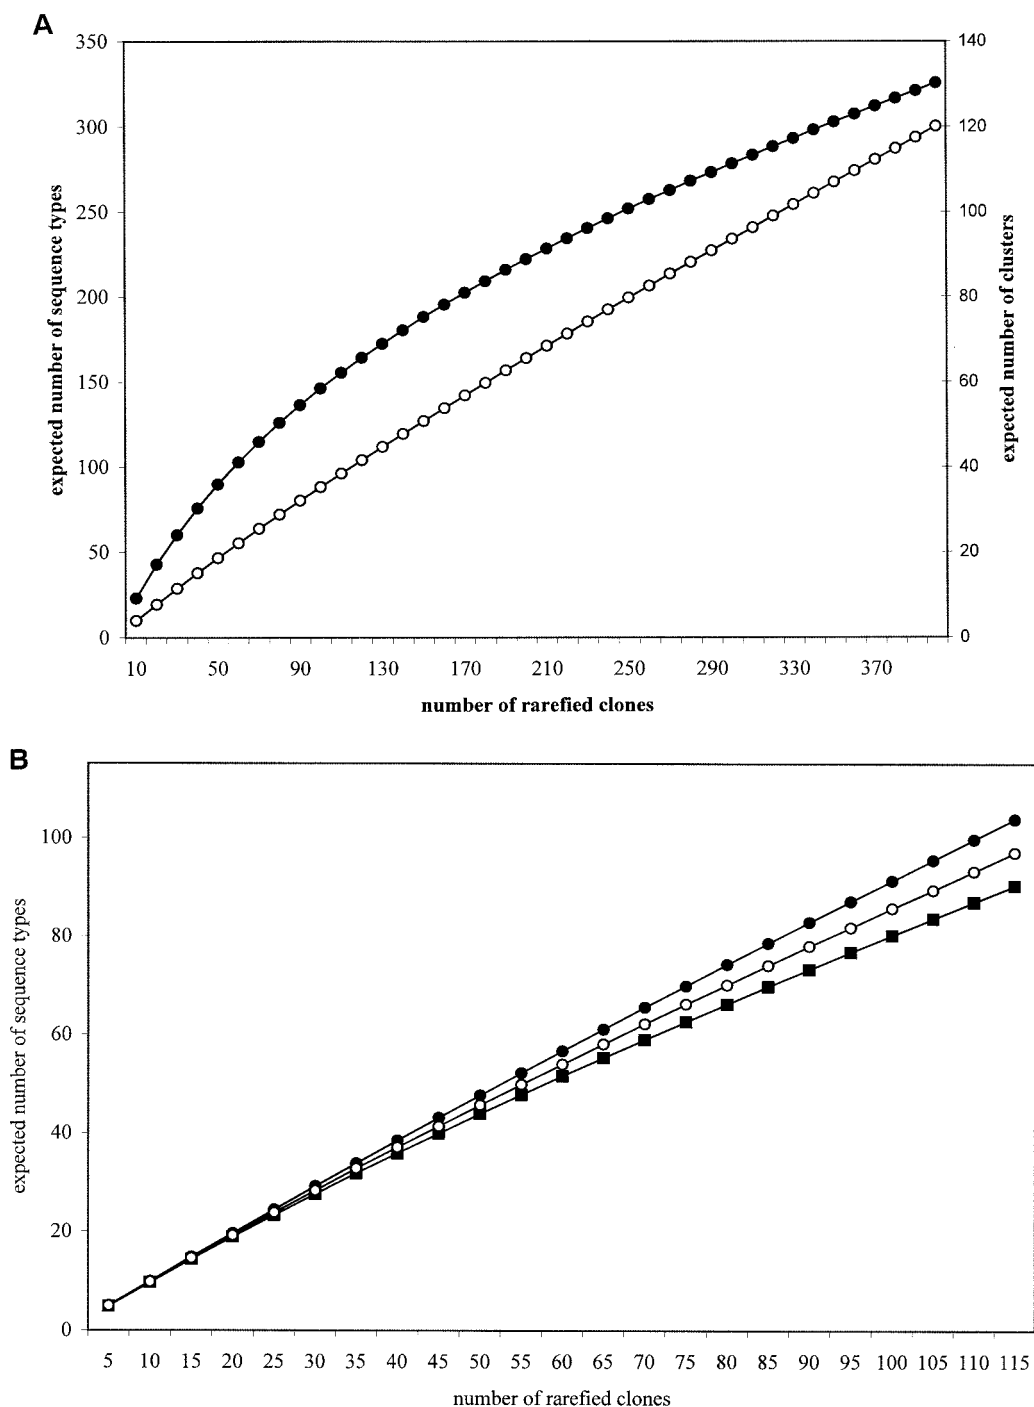 A
350
300
250
200
150
100
50
0
140
120
100
80
60
40
20
0
expected number of sequence types
expected number of clusters
10 50 90 130 170 210 250 290 330 370
number of rarefied clones
B
100
80
60
40
20
0
expected number of sequence types
5 10 15 20 25 30 35 40 45 50 55 60 65 70 75 80 85 90 95 100 105 110 115
number of rarefied clones